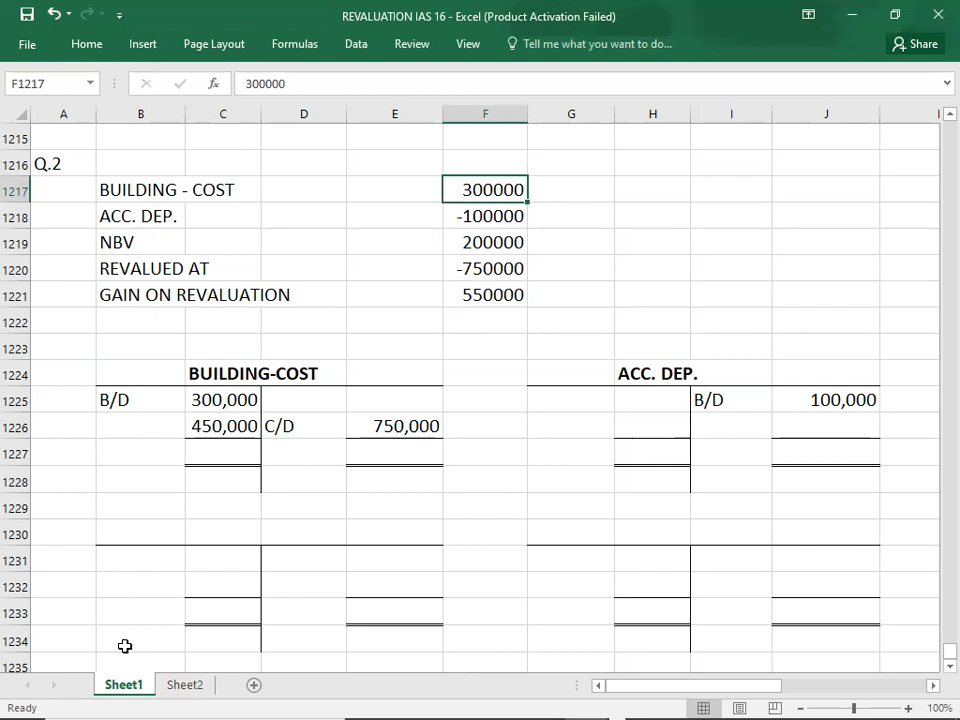 REVALUATION IAS 16 - Excel (Product Activation Failed)
File Home Insert Page Layout Formulas Data Review View Tell me what you want to do... Share
F1217 fx 300000
A B C D E F G H I J
1215
1216 Q.2
1217 BUILDING - COST 300000
1218 ACC. DEP. -100000
1219 NBV 200000
1220 REVALUED AT -750000
1221 GAIN ON REVALUATION 550000
1222
1223
1224 BUILDING-COST ACC. DEP.
1225 B/D 300,000 B/D 100,000
1226 450,000 C/D 750,000
1227
1228
1229
1230
1231
1232
1233
1234
1235
Sheet1 Sheet2
Ready 100%